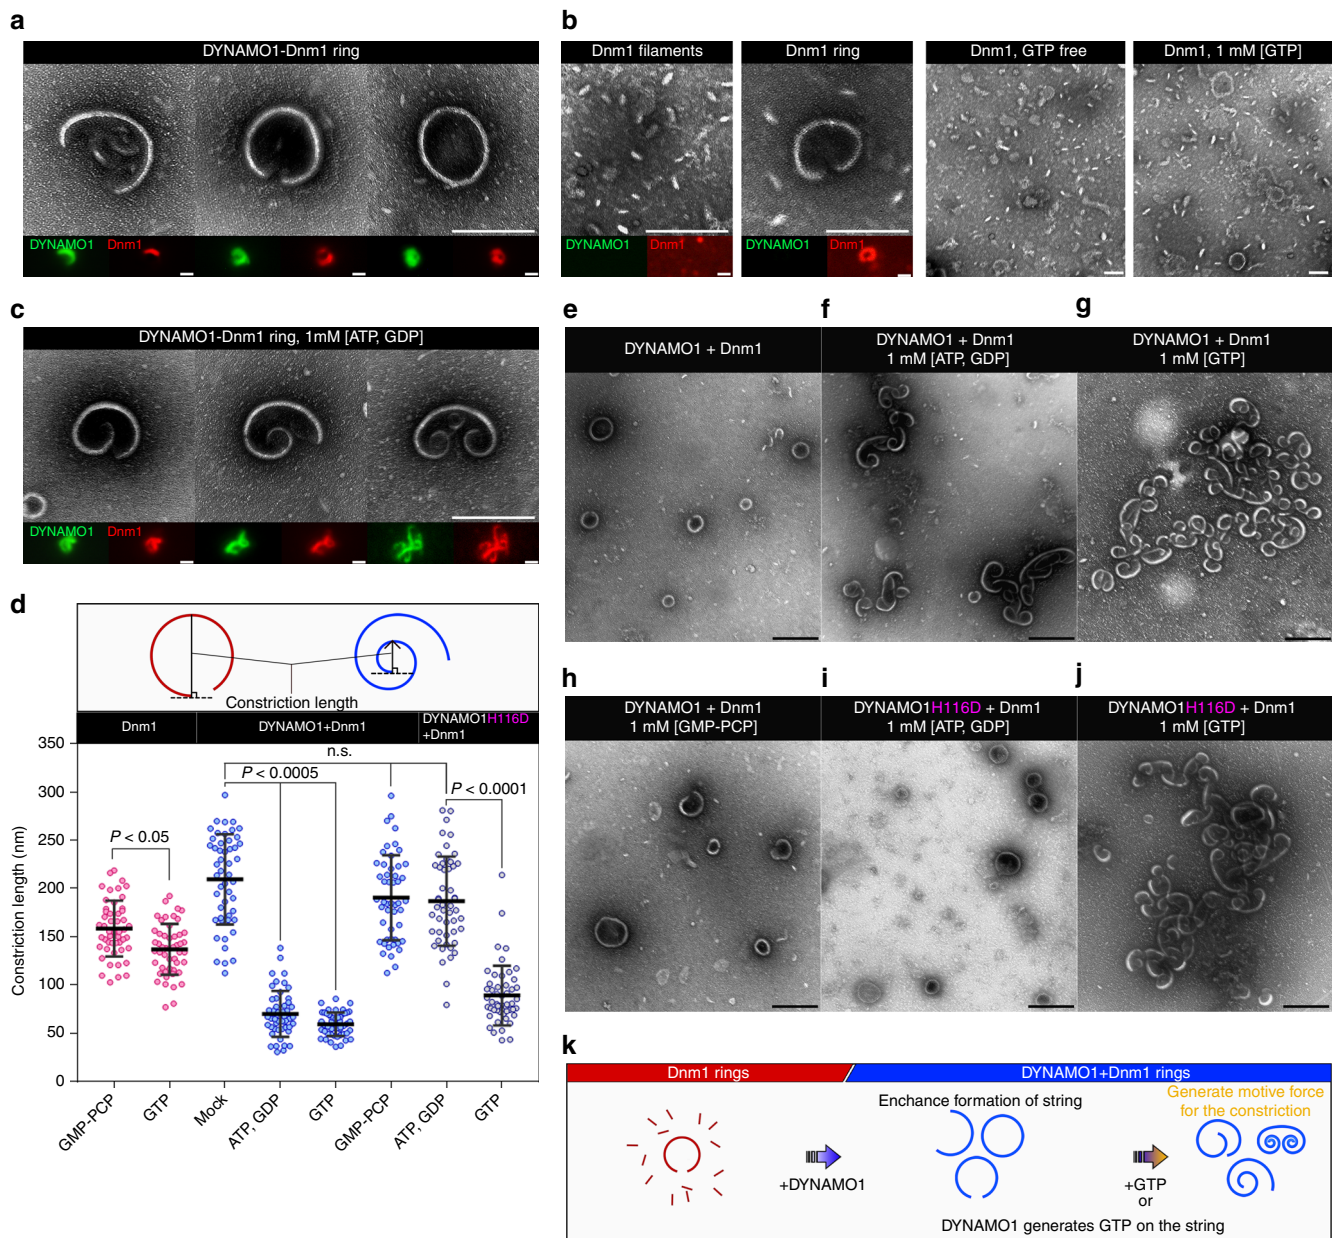 a
DYNAMO1-Dnm1 ring
DYNAMO1
Dnm1
b
Dnm1 filaments
Dnm1 ring
Dnm1, GTP free
Dnm1, 1 mM [GTP]
DYNAMO1
Dnm1
DYNAMO1
Dnm1
c
DYNAMO1-Dnm1 ring, 1mM [ATP, GDP]
DYNAMO1
Dnm1
d
Constriction length
Dnm1
DYNAMO1+Dnm1
DYNAMO1H116D
+Dnm1
n.s.
P < 0.0005
P < 0.0001
P < 0.05
Constriction length (nm)
350
300
250
200
150
100
50
0
GMP-PCP
GTP
Mock
ATP, GDP
GTP
GMP-PCP
ATP, GDP
GTP
e
DYNAMO1 + Dnm1
f
DYNAMO1 + Dnm1
1 mM [ATP, GDP]
g
DYNAMO1 + Dnm1
1 mM [GTP]
h
DYNAMO1 + Dnm1
1 mM [GMP-PCP]
i
DYNAMO1H116D + Dnm1
1 mM [ATP, GDP]
j
DYNAMO1H116D + Dnm1
1 mM [GTP]
k
Dnm1 rings
DYNAMO1+Dnm1 rings
Enchance formation of string
Generate motive force
for the constriction
+DYNAMO1
+GTP
or
DYNAMO1 generates GTP on the string